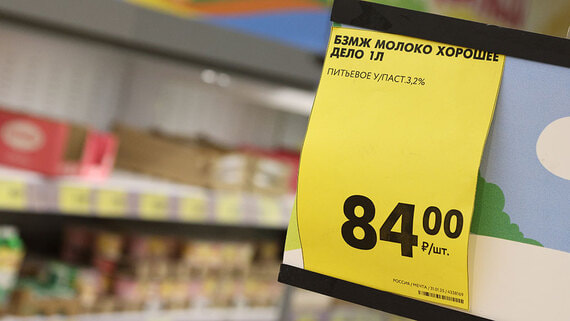 БЗМЖ МОЛОКО ХОРОШЕЕ
ДЕЛО 1Л
ПИТЬЕВОЕ У/ПАСТ.3,2%
84 00
₽/шт.